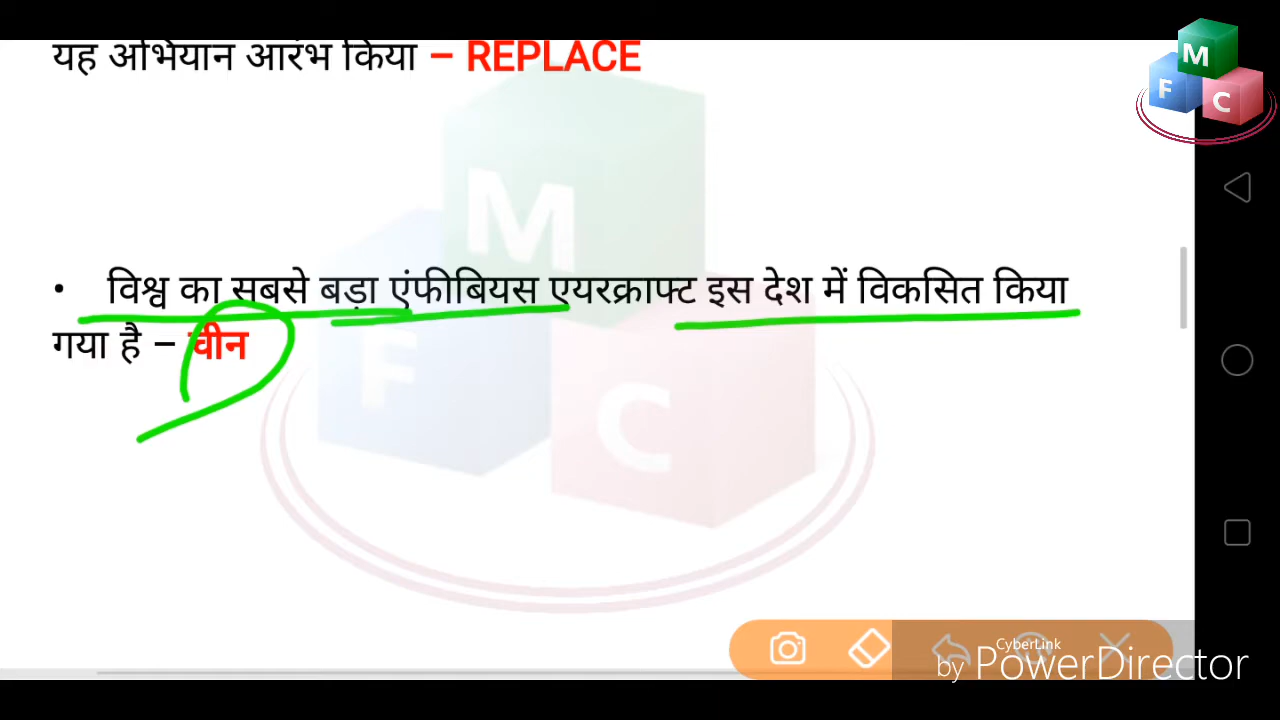 यह अभियान आरंभ किया – REPLACE
M
F
C
• विश्व का सबसे बड़ा एंफीबियस एयरक्राफ्ट इस देश में विकसित किया
गया है – चीन
M
F
C
CyberLink
by PowerDirector